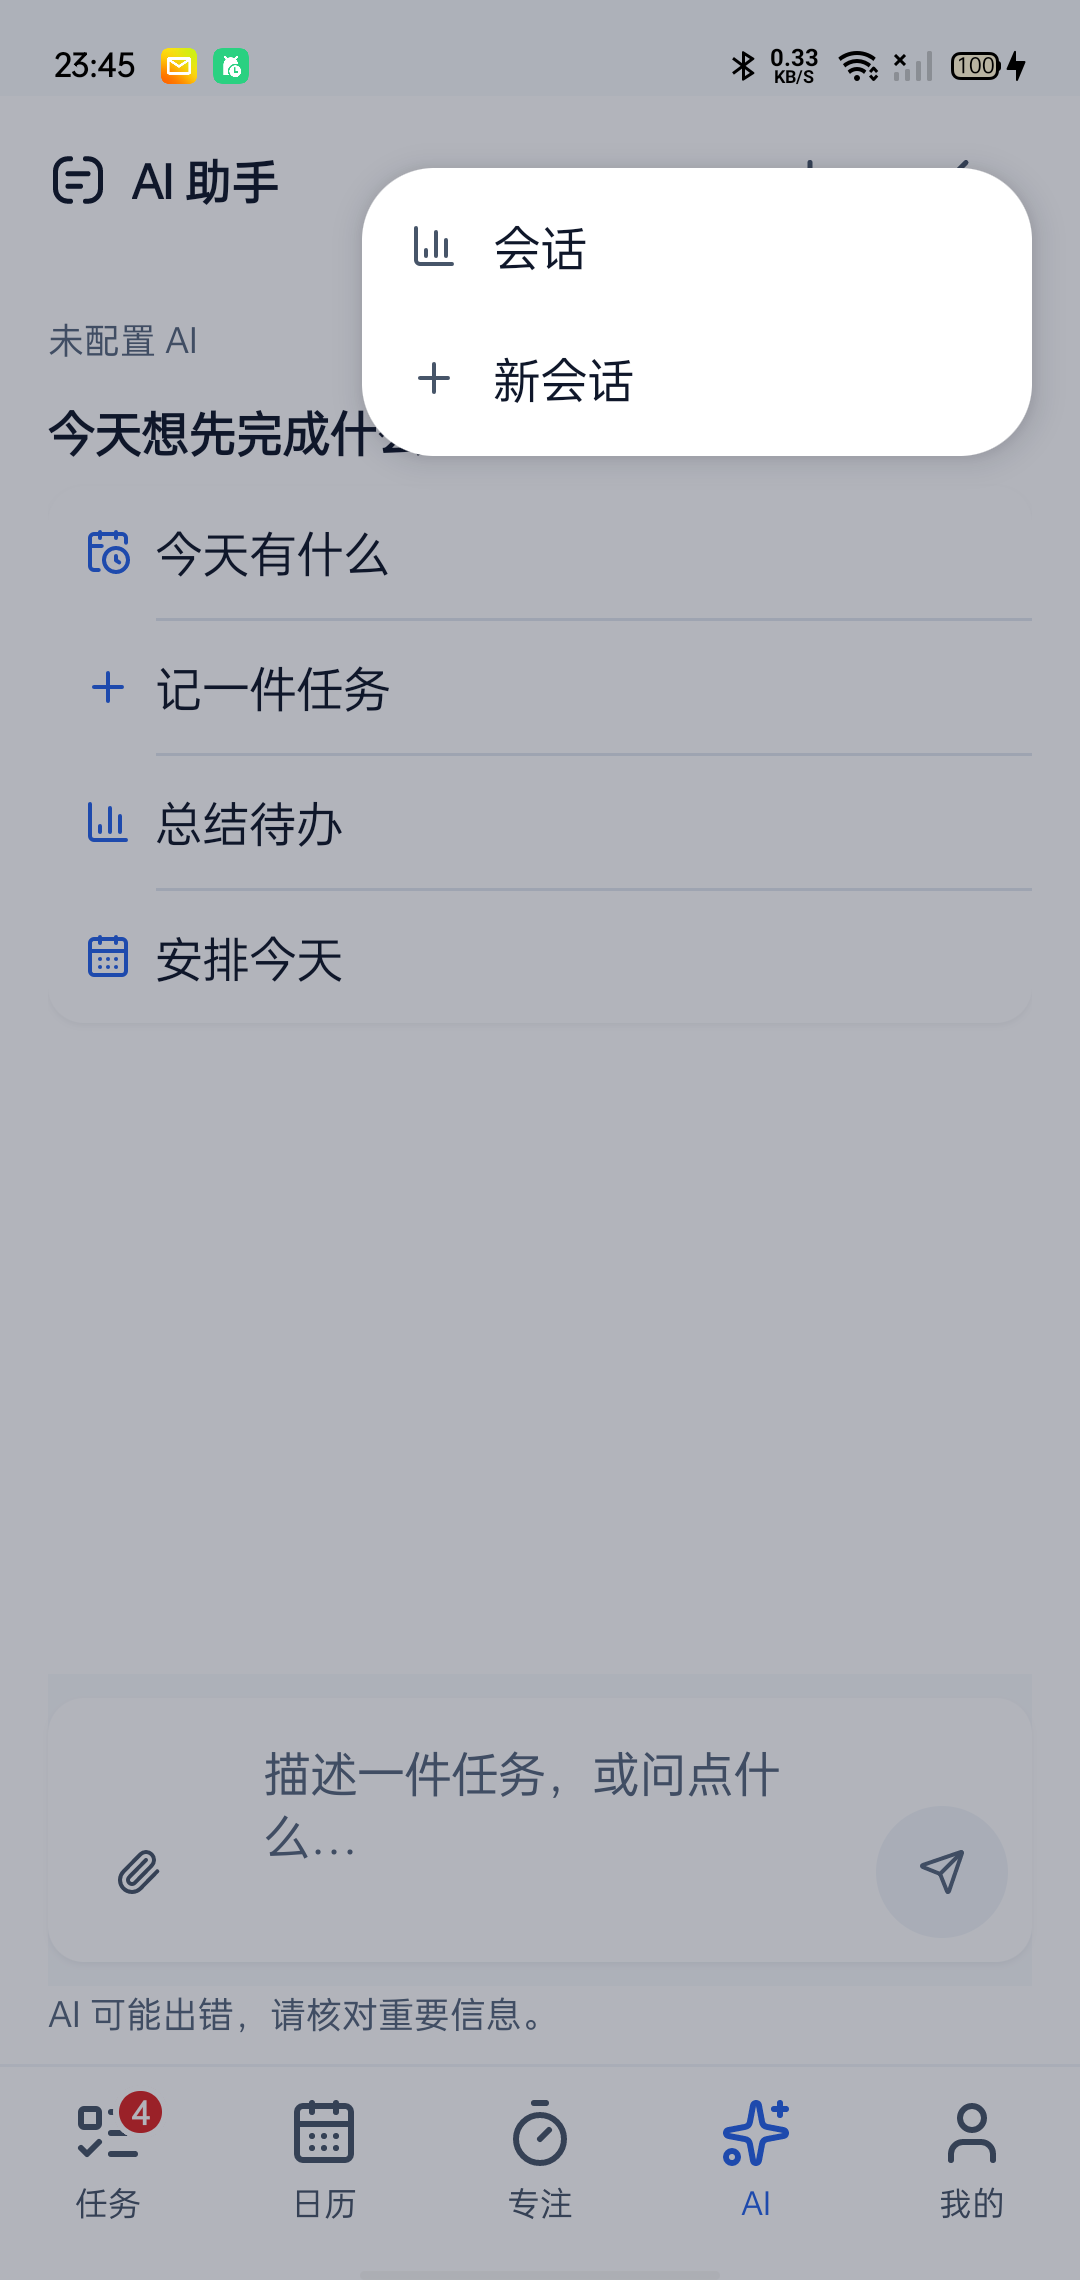 23:45
0.33
KB/S
100
AI 助手
会话
新会话
未配置 AI
今天想先完成什
今天有什么
记一件任务
总结待办
安排今天
描述一件任务，或问点什
么...
AI 可能出错，请核对重要信息。
4
任务
日历
专注
AI
我的